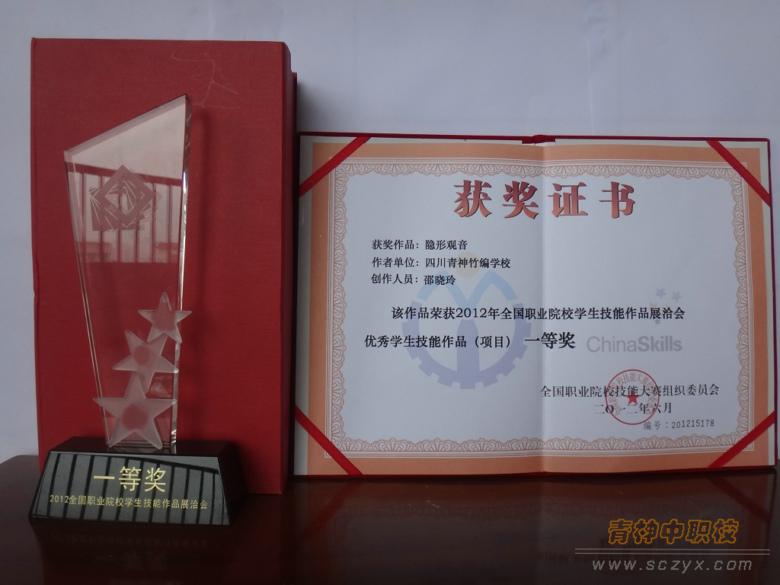 获奖证书
获奖作品：隐形观音
作者单位：四川青神竹编学校
创作人员：邵晓玲
该作品荣获2012年全国职业院校学生技能作品展洽会
优秀学生技能作品（项目） 一等奖
ChinaSkills
全国职业院校技能大赛组织委员会
二〇一二年六月
编号：201215178
一等奖
2012全国职业院校学生技能作品展洽会
青神中职校
www.sczyx.com